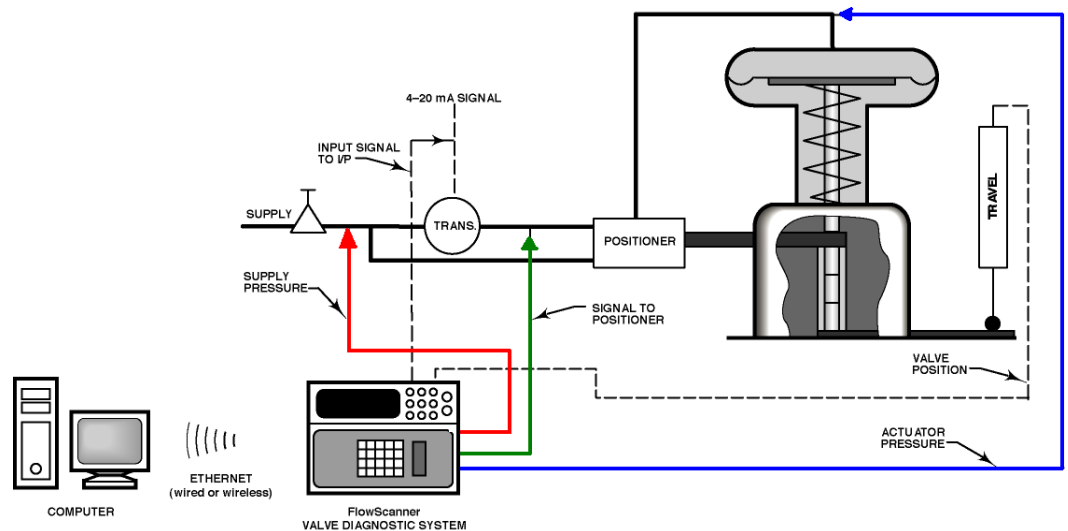 4–20 mA SIGNAL
INPUT SIGNAL
TO I/P
SUPPLY
TRANS.
POSITIONER
TRAVEL
SUPPLY
PRESSURE
SIGNAL TO
POSITIONER
VALVE
POSITION
ACTUATOR
PRESSURE
ETHERNET
(wired or wireless)
COMPUTER
FlowScanner
VALVE DIAGNOSTIC SYSTEM